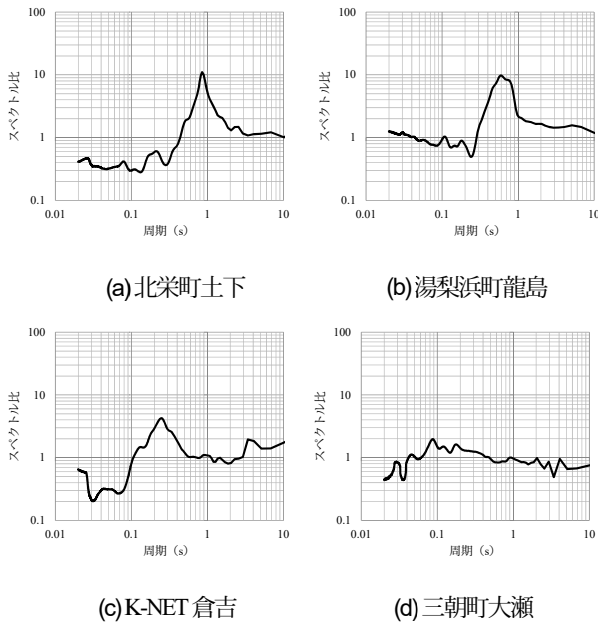 100
10
1
0.1
スペクトル比
0.01 0.1 1 10
周期（s）
(a) 北栄町土下
100
10
1
0.1
スペクトル比
0.01 0.1 1 10
周期（s）
(b) 湯梨浜町龍島
100
10
1
0.1
スペクトル比
0.01 0.1 1 10
周期（s）
(c) K-NET 倉吉
100
10
1
0.1
スペクトル比
0.01 0.1 1 10
周期（s）
(d) 三朝町大瀬